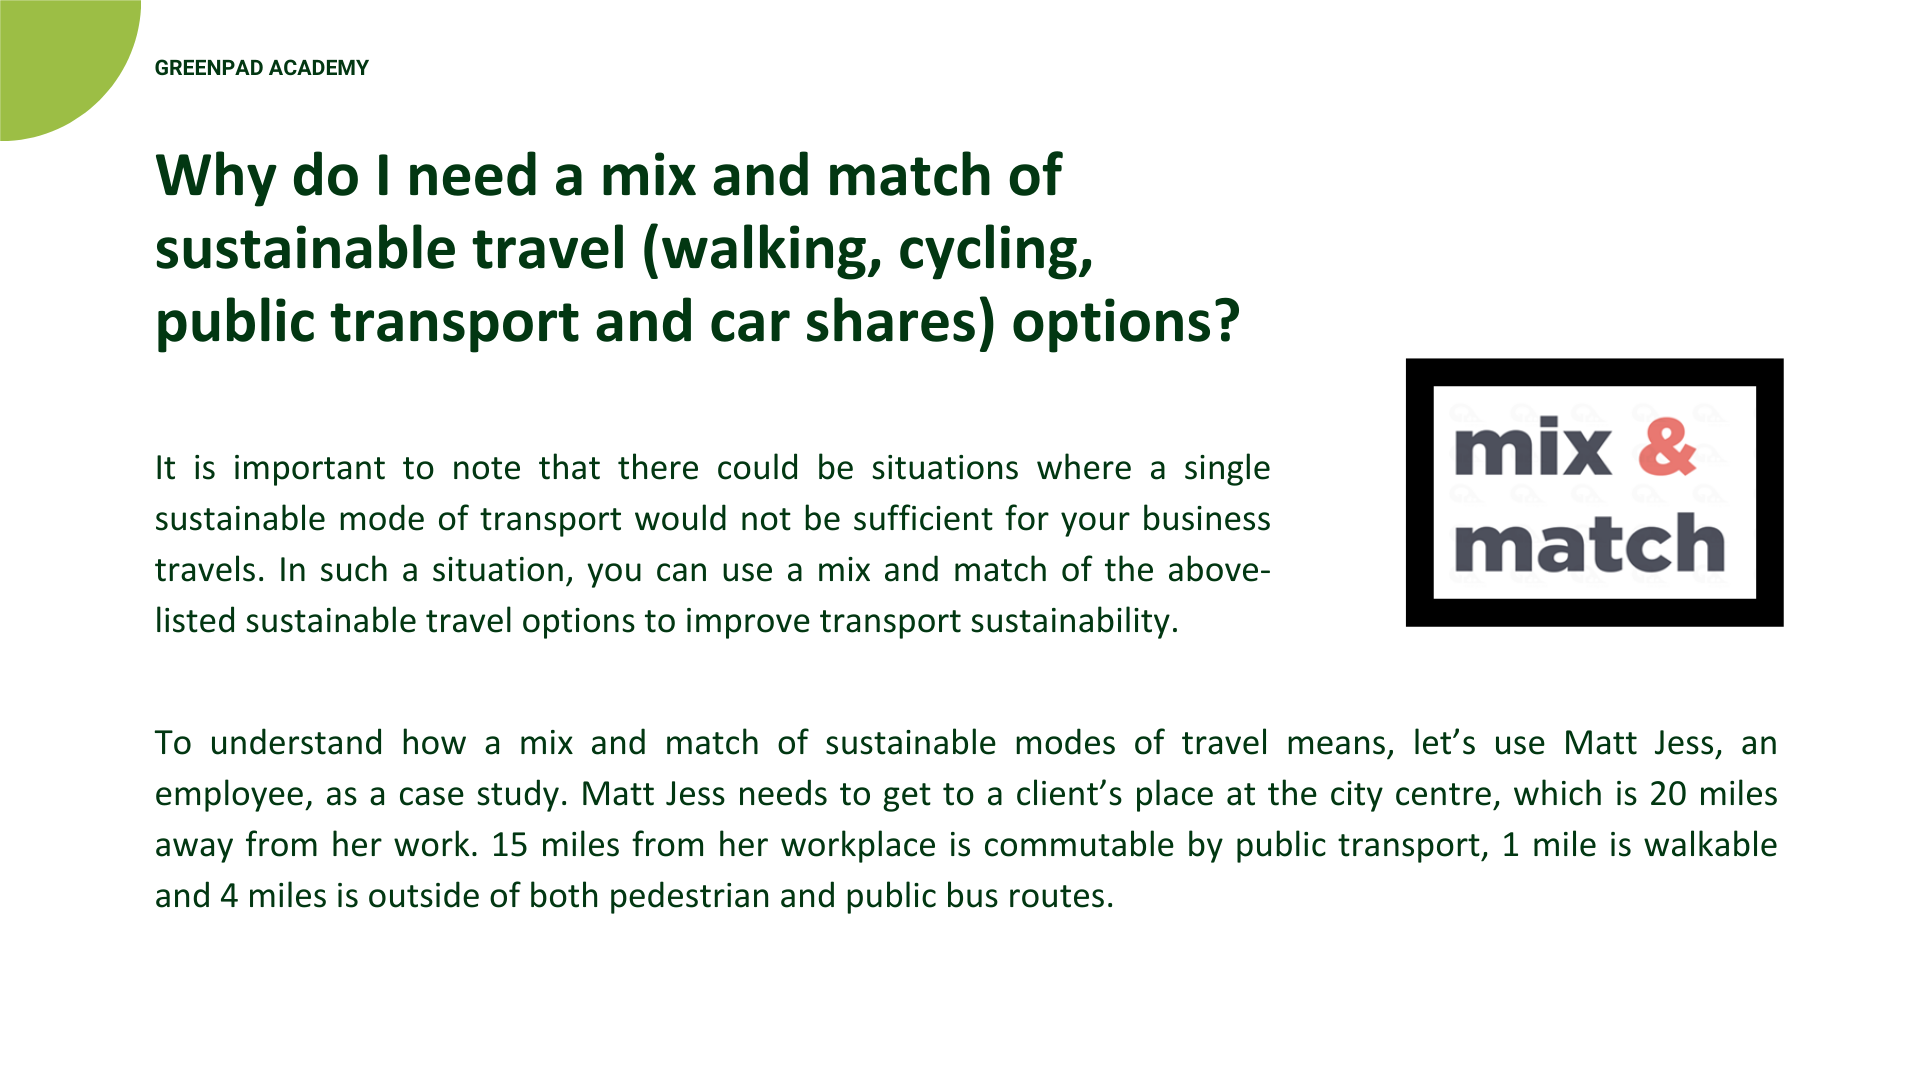 GREENPAD ACADEMY
Why do I need a mix and match of
sustainable travel (walking, cycling,
public transport and car shares) options?
It is important to note that there could be situations where a single
sustainable mode of transport would not be sufficient for your business
travels. In such a situation, you can use a mix and match of the above-
listed sustainable travel options to improve transport sustainability.
mix &
match
To understand how a mix and match of sustainable modes of travel means, let’s use Matt Jess, an
employee, as a case study. Matt Jess needs to get to a client’s place at the city centre, which is 20 miles
away from her work. 15 miles from her workplace is commutable by public transport, 1 mile is walkable
and 4 miles is outside of both pedestrian and public bus routes.